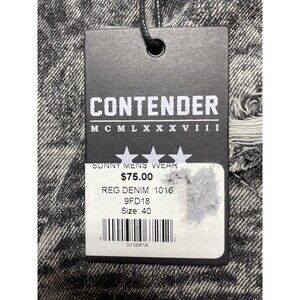 CONTENDER
MCMLXXXVIII
SUNNY MENS WEAR
$75.00
REG DENIM 1016
9FD18
Size: 40